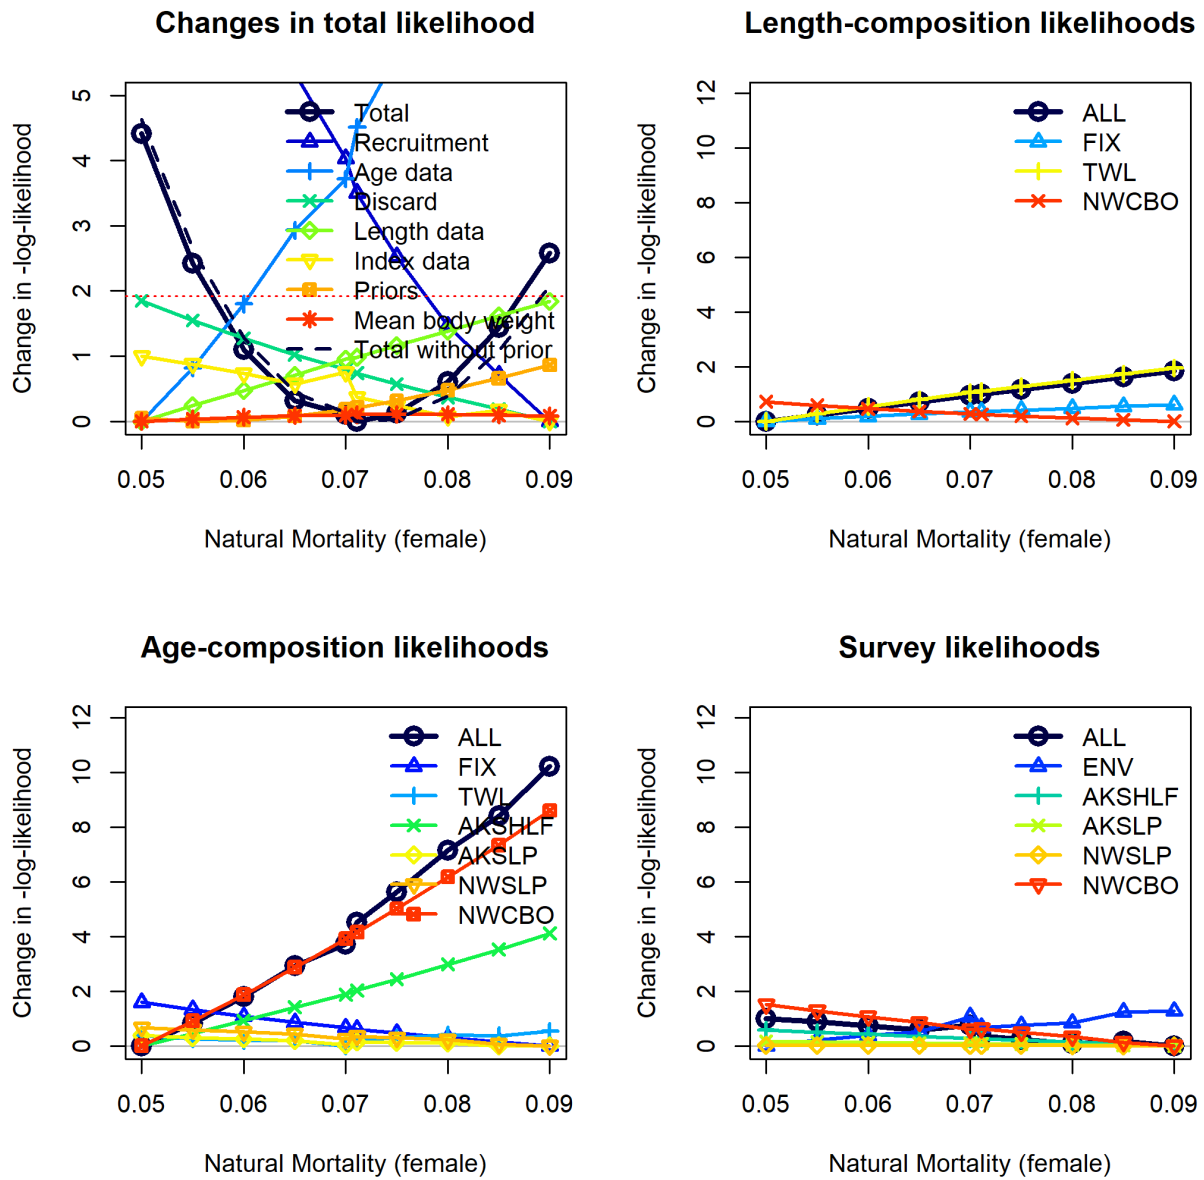 Changes in total likelihood
Change in -log-likelihood
5
4
3
2
1
0
Total
Recruitment
Age data
Discard
Length data
Index data
Priors
Mean body weight
Total without prior
0.05 0.06 0.07 0.08 0.09
Natural Mortality (female)
Length-composition likelihoods
Change in -log-likelihood
12
10
8
6
4
2
0
ALL
FIX
TWL
NWCBO
0.05 0.06 0.07 0.08 0.09
Natural Mortality (female)
Age-composition likelihoods
Change in -log-likelihood
12
10
8
6
4
2
0
ALL
FIX
TWL
AKSHLF
AKSLP
NWSLP
NWCBO
0.05 0.06 0.07 0.08 0.09
Natural Mortality (female)
Survey likelihoods
Change in -log-likelihood
12
10
8
6
4
2
0
ALL
ENV
AKSHLF
AKSLP
NWSLP
NWCBO
0.05 0.06 0.07 0.08 0.09
Natural Mortality (female)